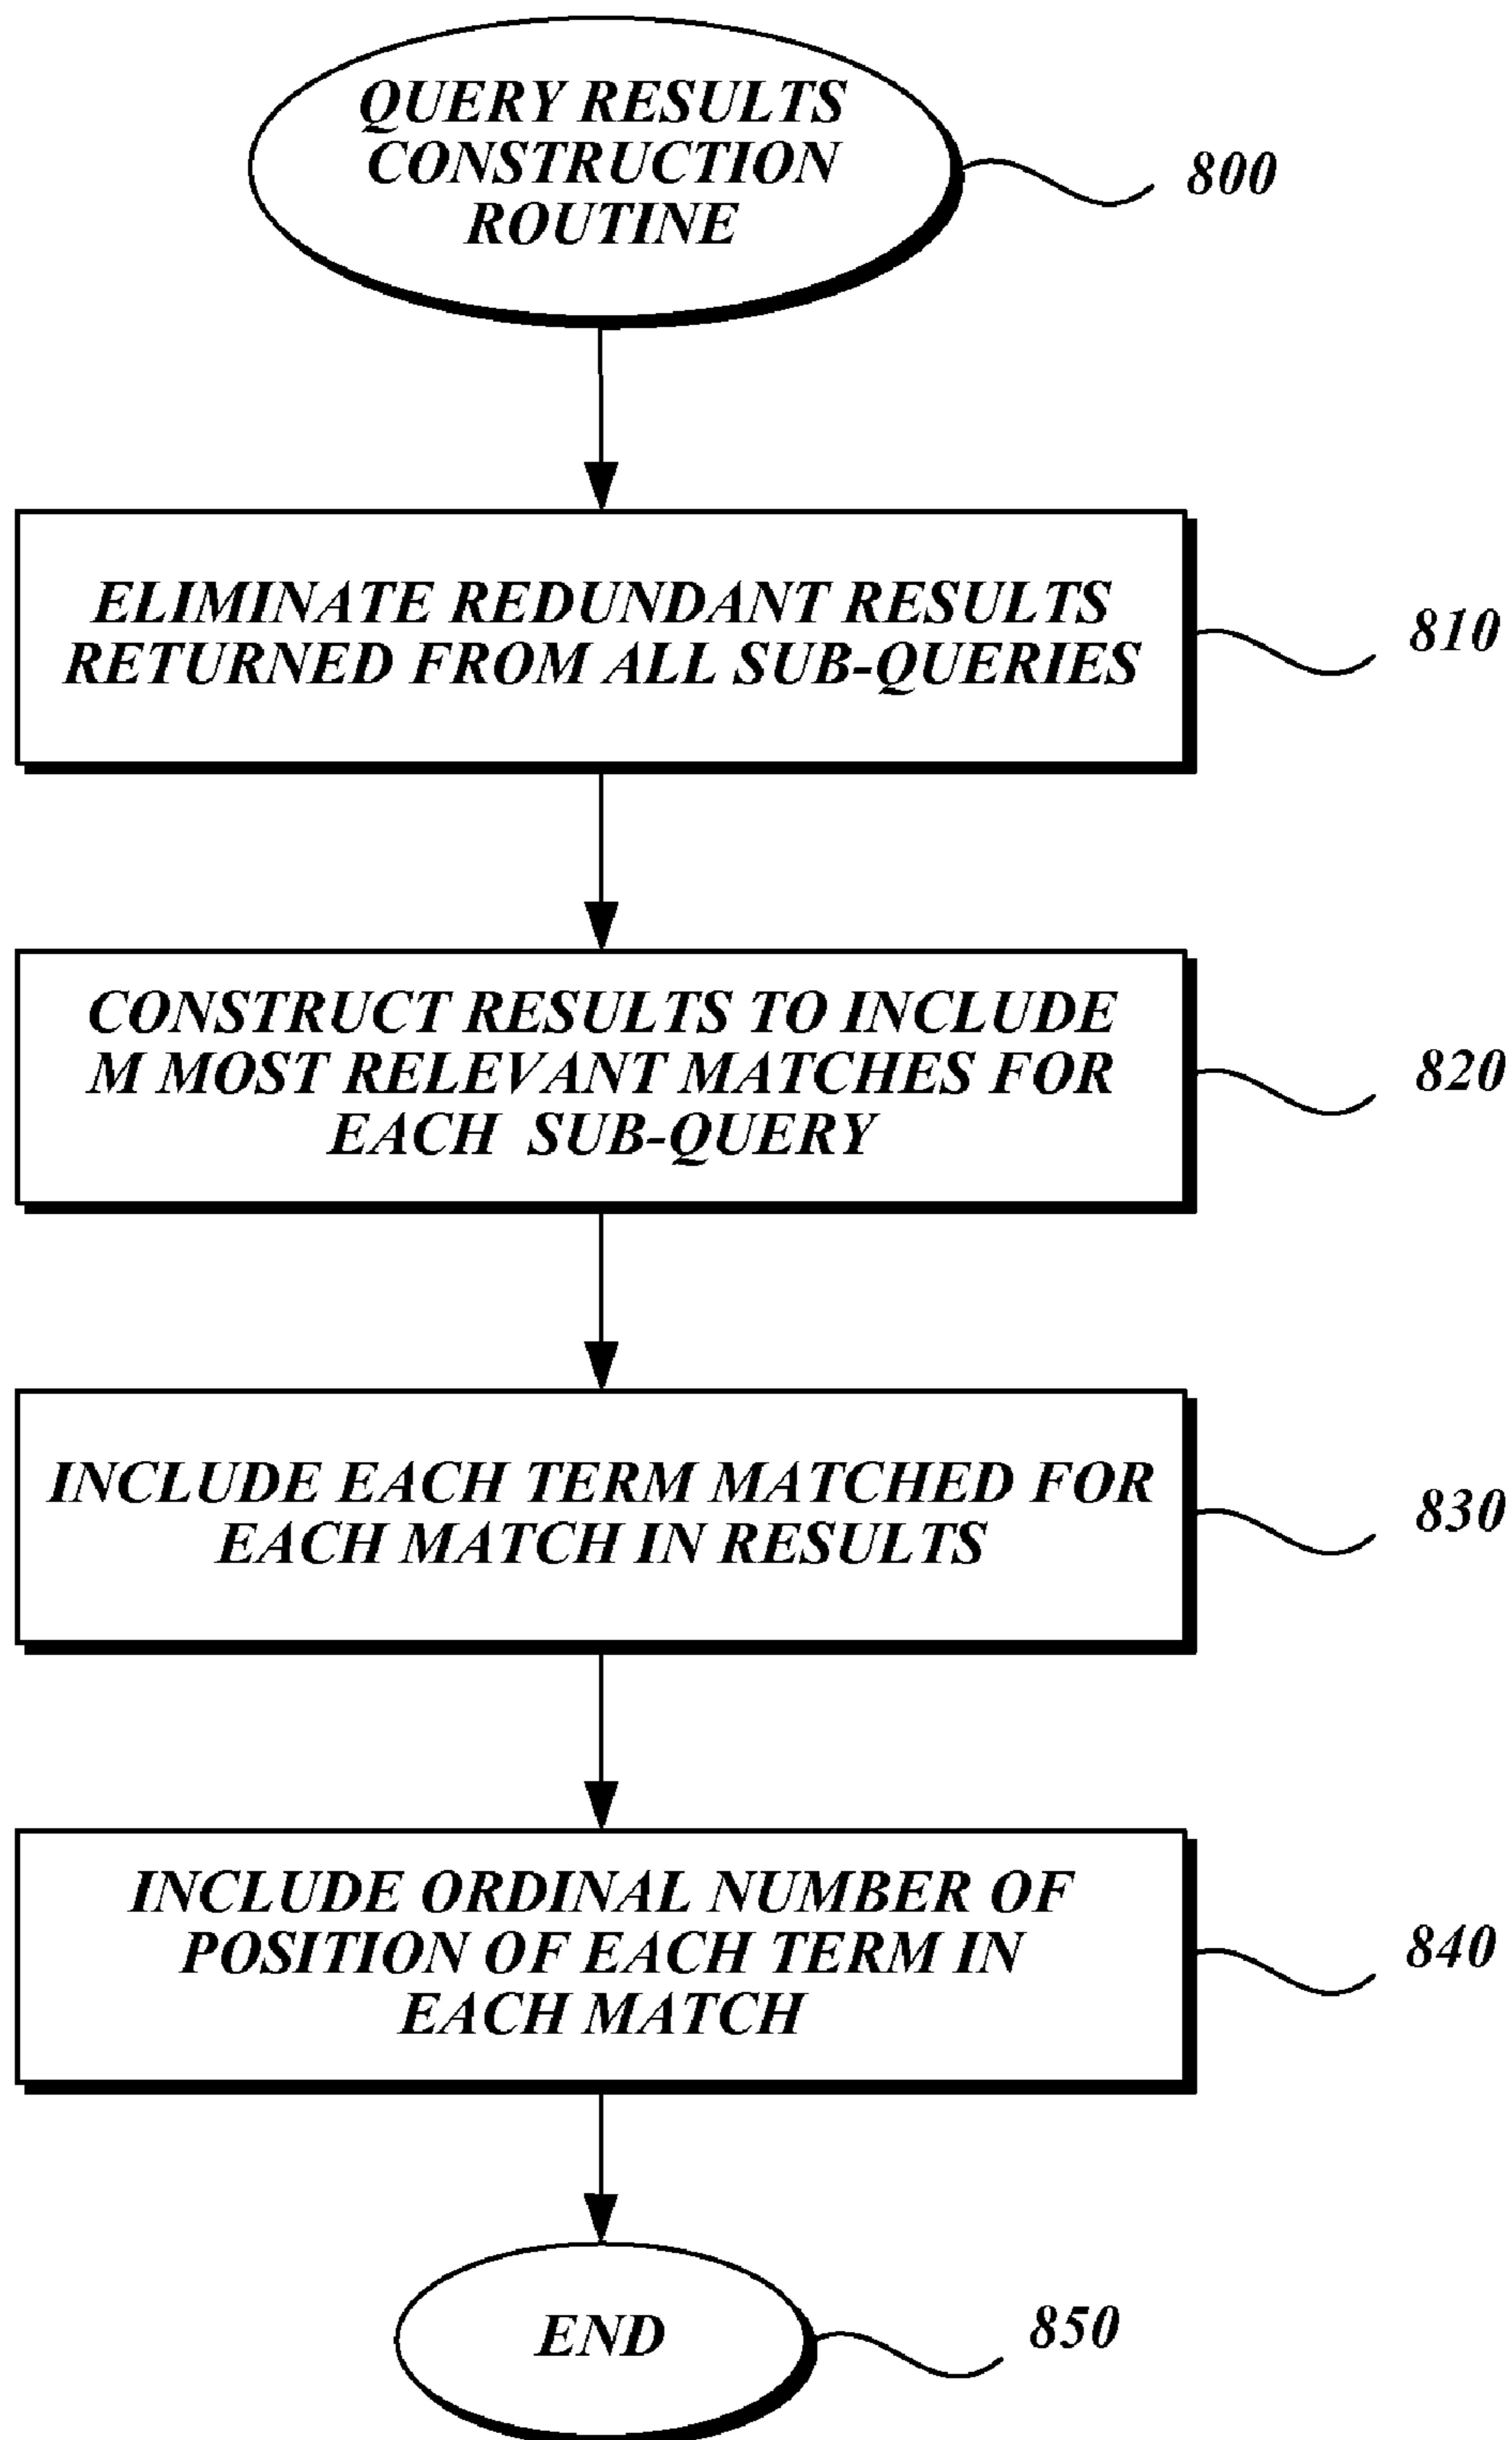 QUERY RESULTS
CONSTRUCTION
ROUTINE
800
ELIMINATE REDUNDANT RESULTS
RETURNED FROM ALL SUB-QUERIES
810
CONSTRUCT RESULTS TO INCLUDE
M MOST RELEVANT MATCHES FOR
EACH SUB-QUERY
820
INCLUDE EACH TERM MATCHED FOR
EACH MATCH IN RESULTS
830
INCLUDE ORDINAL NUMBER OF
POSITION OF EACH TERM IN
EACH MATCH
840
END
850